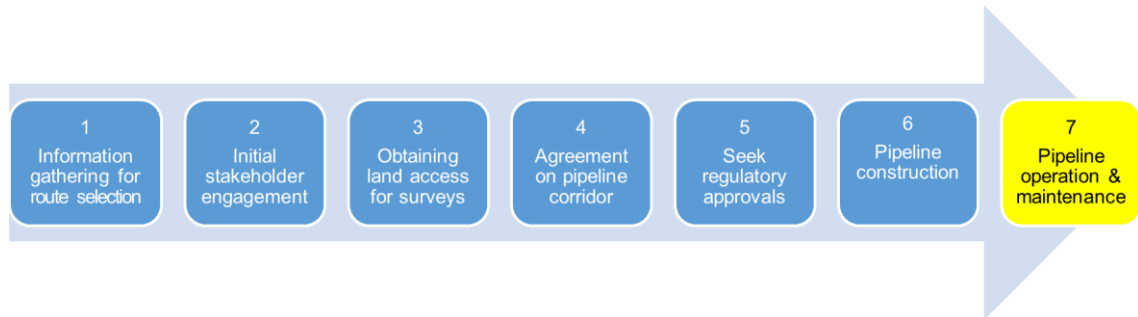 1
Information
gathering for
route selection
2
Initial
stakeholder
engagement
3
Obtaining
land access
for surveys
4
Agreement
on pipeline
corridor
5
Seek
regulatory
approvals
6
Pipeline
construction
7
Pipeline
operation &
maintenance